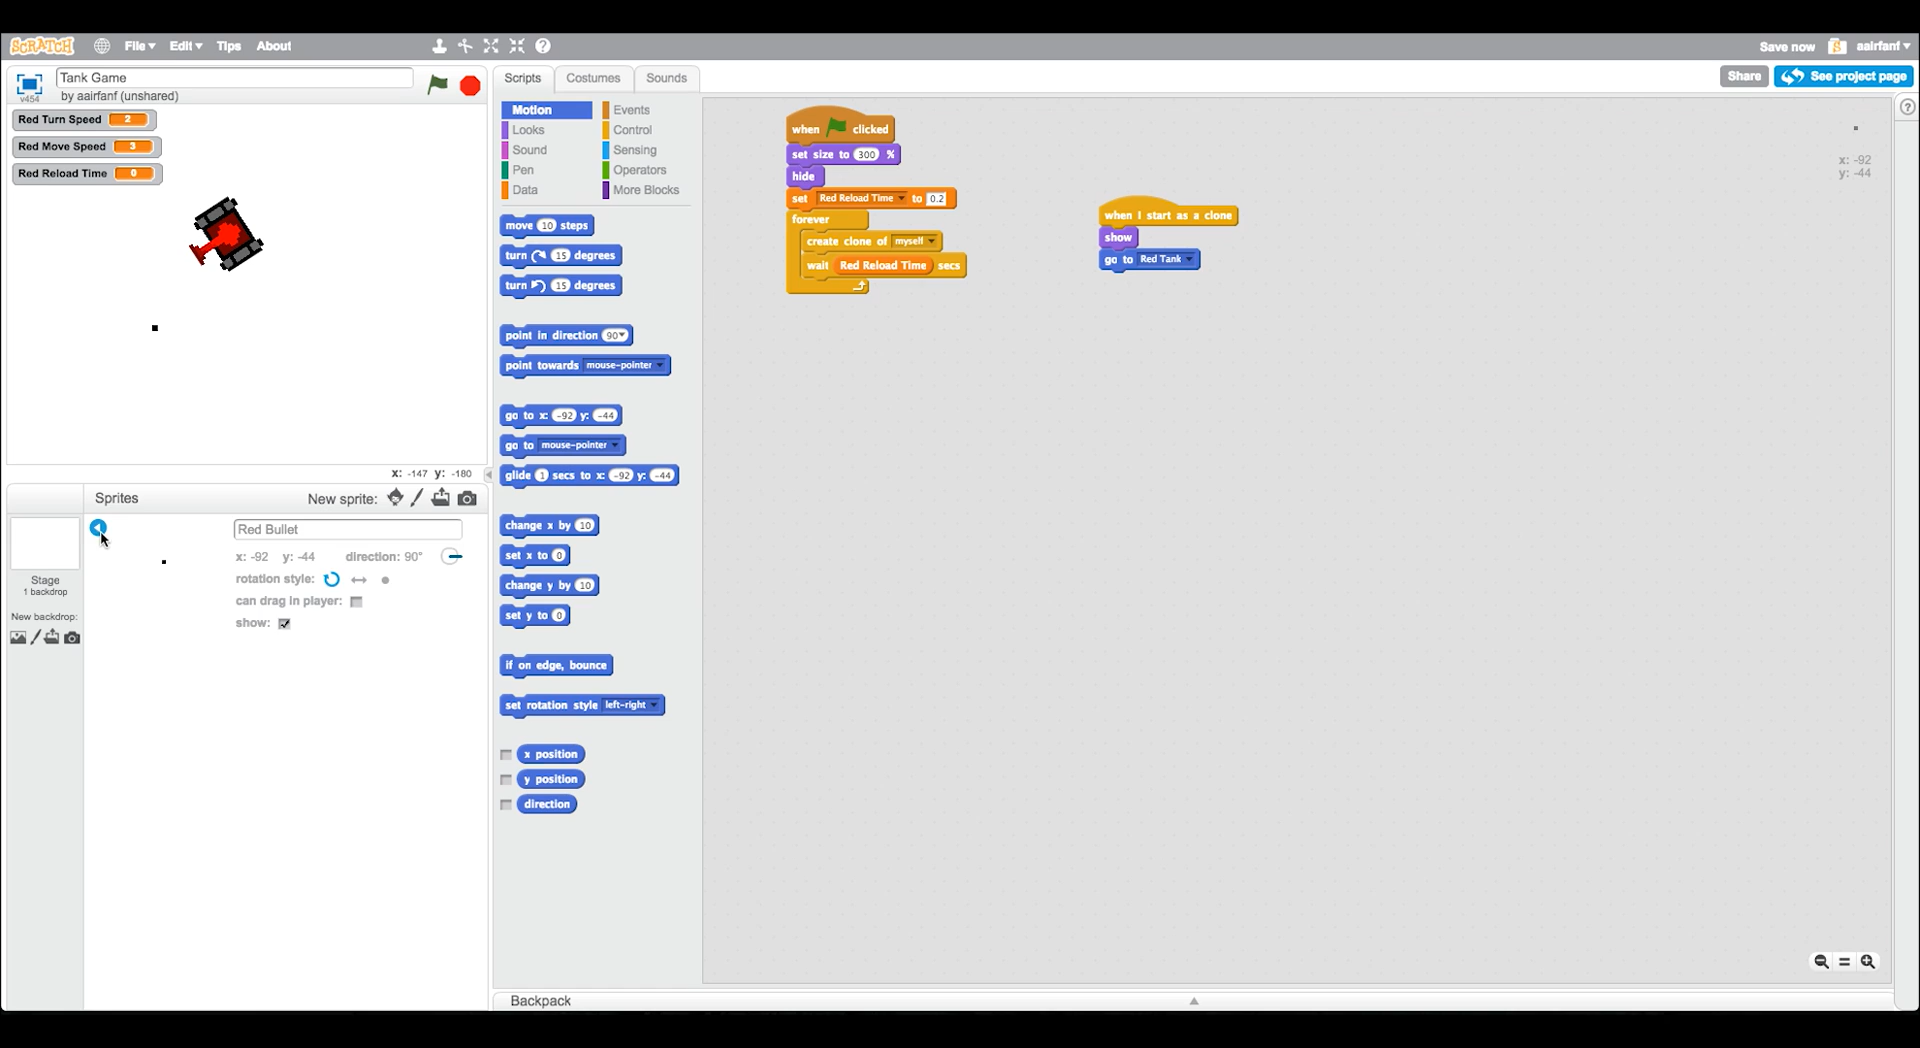 SCRATCH File Edit Tips About Save now aairfanf
v454 Tank Game
by aairfanf (unshared)
Scripts Costumes Sounds
Share See project page
Red Turn Speed 2
Red Move Speed 3
Red Reload Time 0
x: -147 y: -180
Sprites New sprite:
Stage
1 backdrop
New backdrop:
Red Bullet
x: -92 y: -44 direction: 90°
rotation style:
can drag in player:
show:
Motion Events
Looks Control
Sound Sensing
Pen Operators
Data More Blocks
move 10 steps
turn 15 degrees
turn 15 degrees
point in direction 90
point towards mouse-pointer
go to x: -92 y: -44
go to mouse-pointer
glide 1 secs to x: -92 y: -44
change x by 10
set x to 0
change y by 10
set y to 0
if on edge, bounce
set rotation style left-right
x position
y position
direction
when clicked
set size to 300 %
hide
set Red Reload Time to 0.2
forever
create clone of myself
wait Red Reload Time secs
when I start as a clone
show
go to Red Tank
x: -92
y: -44
Backpack